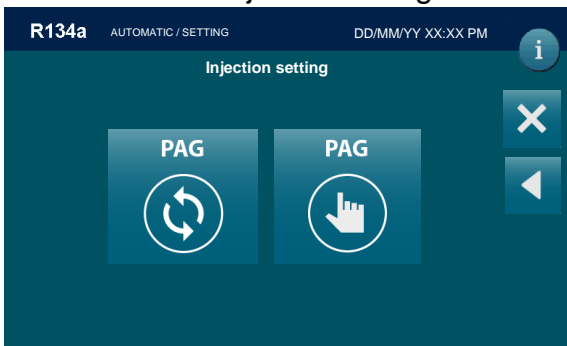 R134a AUTOMATIC / SETTING DD/MM/YY XX:XX PM
i
Injection setting
PAG PAG